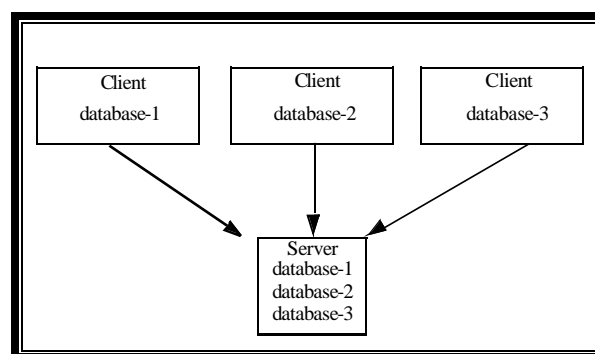 Client
database-1
Client
database-2
Client
database-3
Server
database-1
database-2
database-3